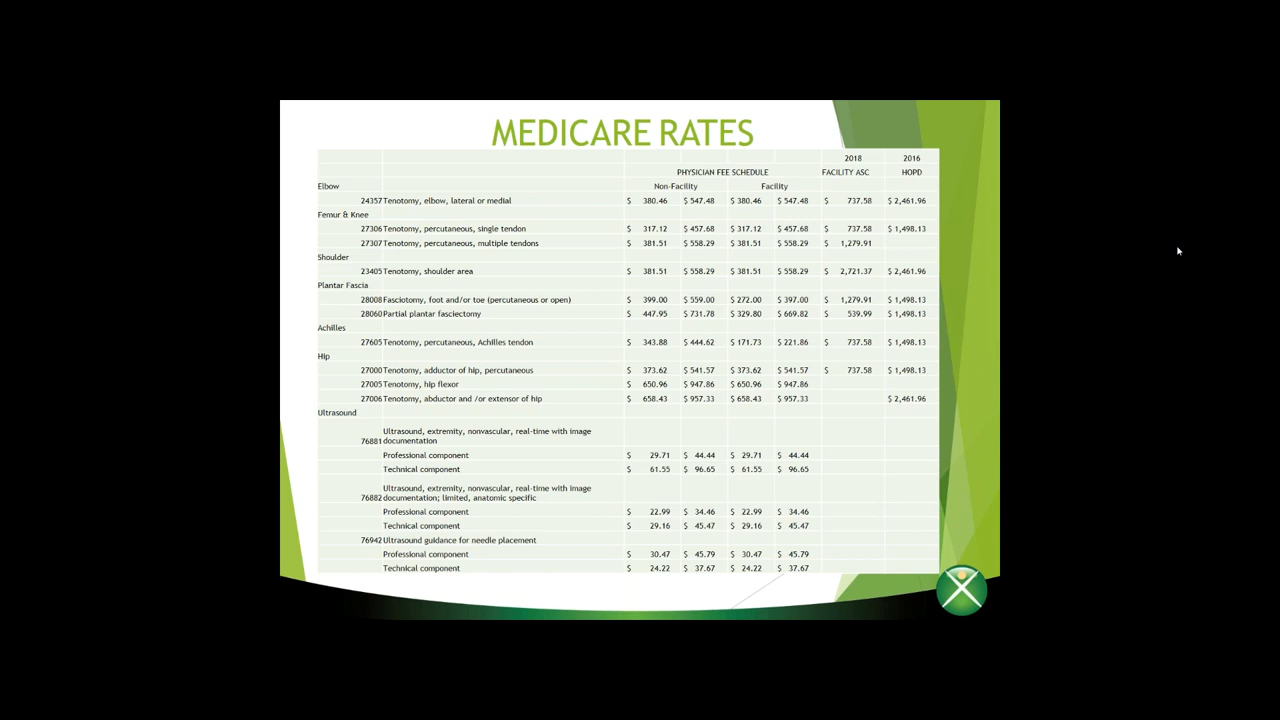 MEDICARE RATES
2018 2016
PHYSICIAN FEE SCHEDULE FACILITY ASC HOPD
Elbow Non-Facility Facility
24357 Tenotomy, elbow, lateral or medial $ 380.46 $ 547.48 $ 380.46 $ 547.48 $ 737.58 $ 2,461.96
Femur & Knee
27306 Tenotomy, percutaneous, single tendon $ 317.12 $ 457.68 $ 317.12 $ 457.68 $ 737.58 $ 1,498.13
27307 Tenotomy, percutaneous, multiple tendons $ 381.51 $ 558.29 $ 381.51 $ 558.29 $ 1,279.91
Shoulder
23405 Tenotomy, shoulder area $ 381.51 $ 558.29 $ 381.51 $ 558.29 $ 2,721.37 $ 2,461.96
Plantar Fascia
28008 Fasciotomy, foot and/or toe (percutaneous or open) $ 399.00 $ 559.00 $ 272.00 $ 397.00 $ 1,279.91 $ 1,498.13
28060 Partial plantar fasciectomy $ 447.95 $ 731.78 $ 329.80 $ 669.82 $ 539.99 $ 1,498.13
Achilles
27605 Tenotomy, percutaneous, Achilles tendon $ 343.88 $ 444.62 $ 171.73 $ 221.86 $ 737.58 $ 1,498.13
Hip
27000 Tenotomy, adductor of hip, percutaneous $ 373.62 $ 541.57 $ 373.62 $ 541.57 $ 737.58 $ 1,498.13
27005 Tenotomy, hip flexor $ 650.96 $ 947.86 $ 650.96 $ 947.86
27006 Tenotomy, abductor and /or extensor of hip $ 658.43 $ 957.33 $ 658.43 $ 957.33 $ 2,461.96
Ultrasound
Ultrasound, extremity, nonvascular, real-time with image
76881 documentation
Professional component $ 29.71 $ 44.44 $ 29.71 $ 44.44
Technical component $ 61.55 $ 96.65 $ 61.55 $ 96.65
Ultrasound, extremity, nonvascular, real-time with image
76882 documentation; limited, anatomic specific
Professional component $ 22.99 $ 34.46 $ 22.99 $ 34.46
Technical component $ 29.16 $ 45.47 $ 29.16 $ 45.47
76942 Ultrasound guidance for needle placement
Professional component $ 30.47 $ 45.79 $ 30.47 $ 45.79
Technical component $ 24.22 $ 37.67 $ 24.22 $ 37.67